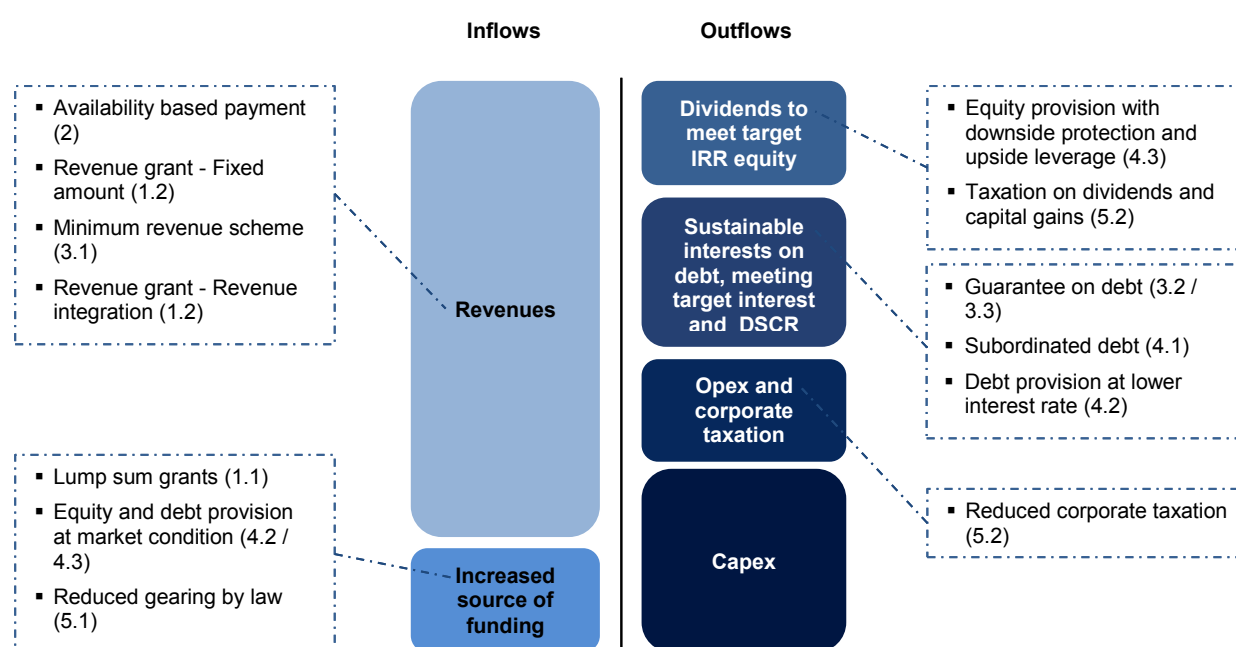 Inflows
Outflows
▪ Availability based payment
(2)
▪ Revenue grant - Fixed
amount (1.2)
▪ Minimum revenue scheme
(3.1)
▪ Revenue grant - Revenue
integration (1.2)
▪ Lump sum grants (1.1)
▪ Equity and debt provision
at market condition (4.2 /
4.3)
▪ Reduced gearing by law
(5.1)
Revenues
Increased
source of
funding
Dividends to
meet target
IRR equity
Sustainable
interests on
debt, meeting
target interest
and DSCR
Opex and
corporate
taxation
Capex
▪ Equity provision with
downside protection and
upside leverage (4.3)
▪ Taxation on dividends and
capital gains (5.2)
▪ Guarantee on debt (3.2 /
3.3)
▪ Subordinated debt (4.1)
▪ Debt provision at lower
interest rate (4.2)
▪ Reduced corporate taxation
(5.2)